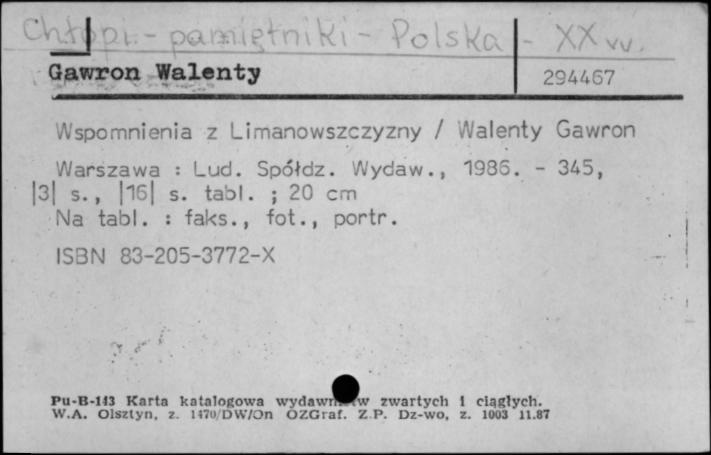 Chłopi - pamiętniki - Polska - XX w.
Gawron Walenty 294467
Wspomnienia z Limanowszczyzny / Walenty Gawron
Warszawa : Lud. Spółdz. Wydaw., 1986. - 345,
|3| s., |16| s. tabl. ; 20 cm
Na tabl. : faks., fot., portr.
ISBN 83-205-3772-X
Pu-B-143 Karta katalogowa zwartych i ciągłych.
W.A. Olsztyn, z. 1470/DW/On OZGraf. Z.P. Dz-wo, z. 1003 11.87